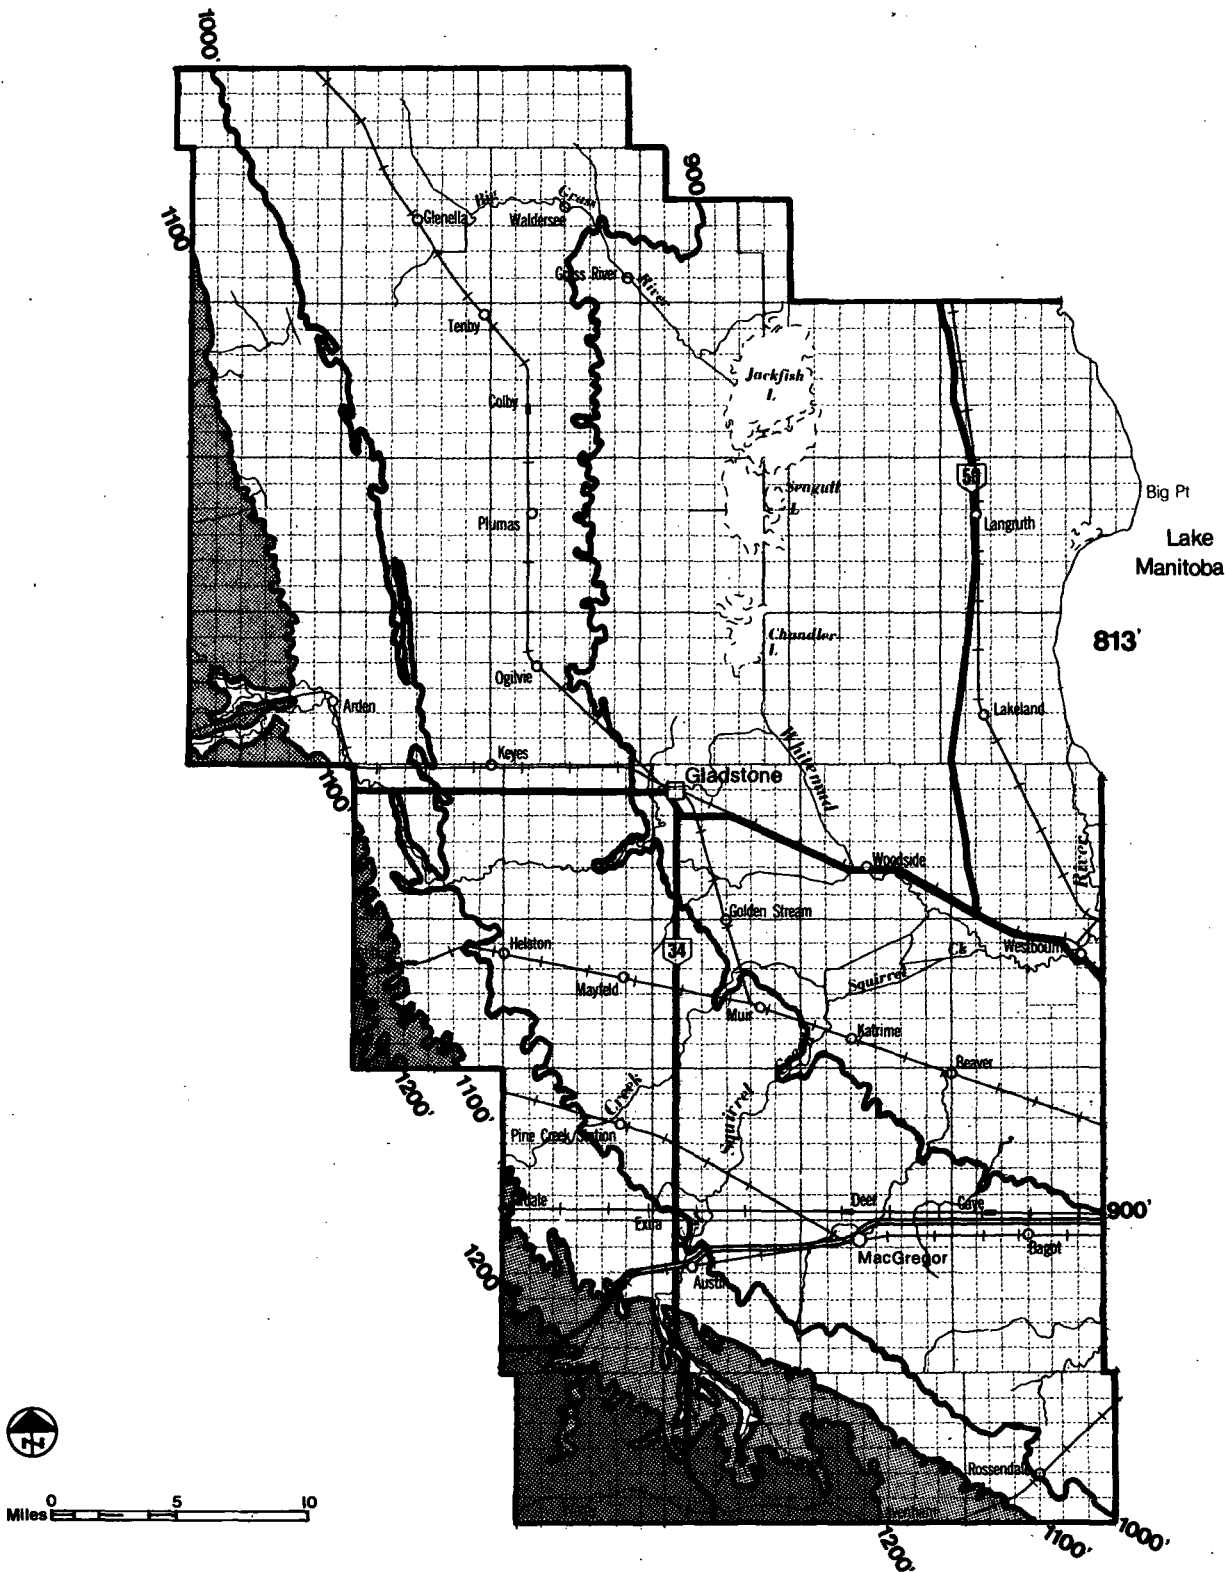 1000'
900
1100
Big
Grass
Glenella
Waldersee
Grass River
River
Tenby
Jackfish
L
Colby
50
Seagull
L
Big Pt
Plumas
Langruth
Lake
Manitoba
Chandler
L
813'
Ogilvie
Arden
Lakeland
Whitemud
Keyes
Gladstone
1100'
Woodside
River
Golden Stream
34
Helston
Westbourne
Squirrel
Ck
Mayfeld
Muir
Katrime
Beaver
1200'
1100'
Creek
Squirrel
Pine Creek Station
Deer
Gaye
900'
Extra
Bagot
MacGregor
1200
Austin
Rossendale
N
0
5
10
Miles
1200'
1100'
1000'